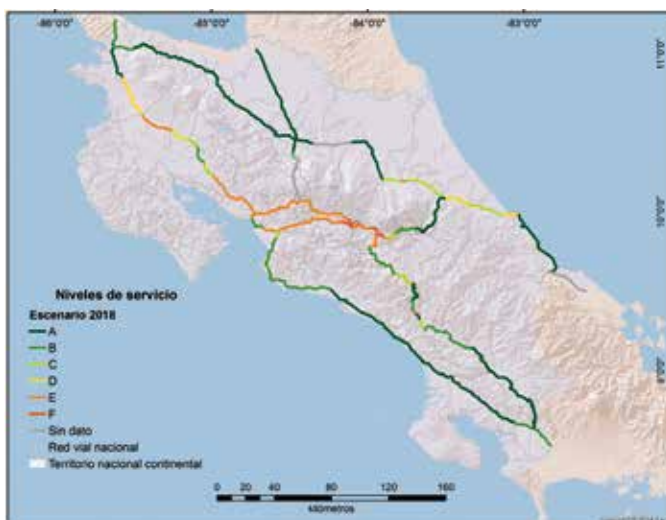 -86°0'0" -85°0'0" -84°0'0" -83°0'0"
11°0'0"
10°0'0"
9°0'0"
Niveles de servicio
Escenario 2018
A
B
C
D
E
F
Sin dato
Red vial nacional
Territorio nacional continental
0 20 40 80 120 160
kilómetros